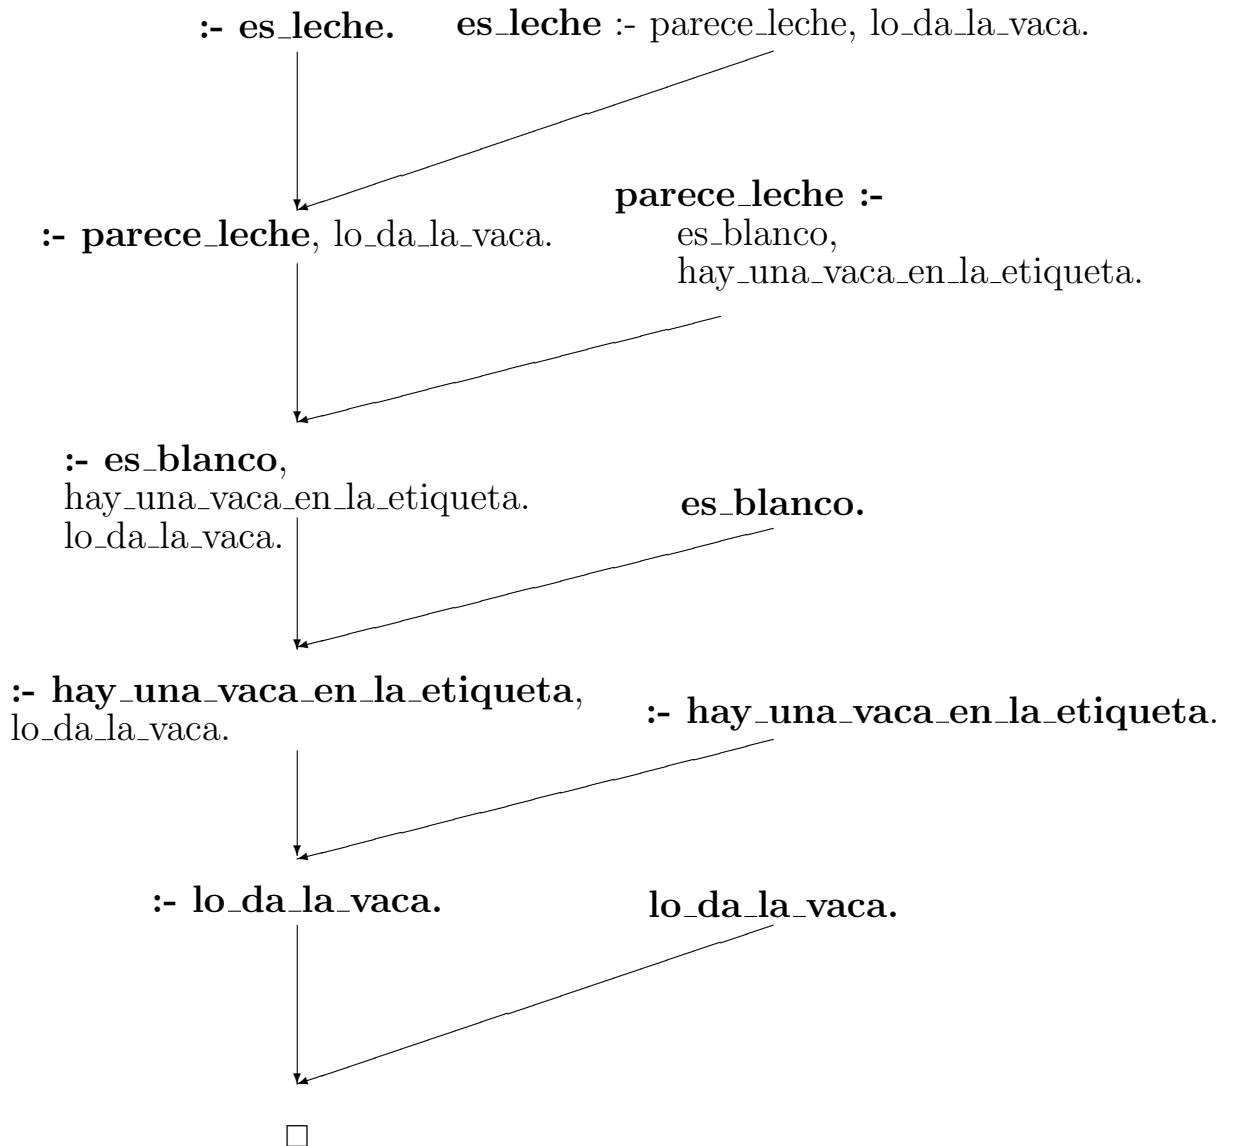 :- es_leche. es_leche :- parece_leche, lo_da_la_vaca.
parece_leche :-
:- parece_leche, lo_da_la_vaca.
es_blanco,
hay_una_vaca_en_la_etiqueta.
:- es_blanco,
hay_una_vaca_en_la_etiqueta.
lo_da_la_vaca.
es_blanco.
:- hay_una_vaca_en_la_etiqueta,
lo_da_la_vaca.
:- hay_una_vaca_en_la_etiqueta.
:- lo_da_la_vaca.
lo_da_la_vaca.
□